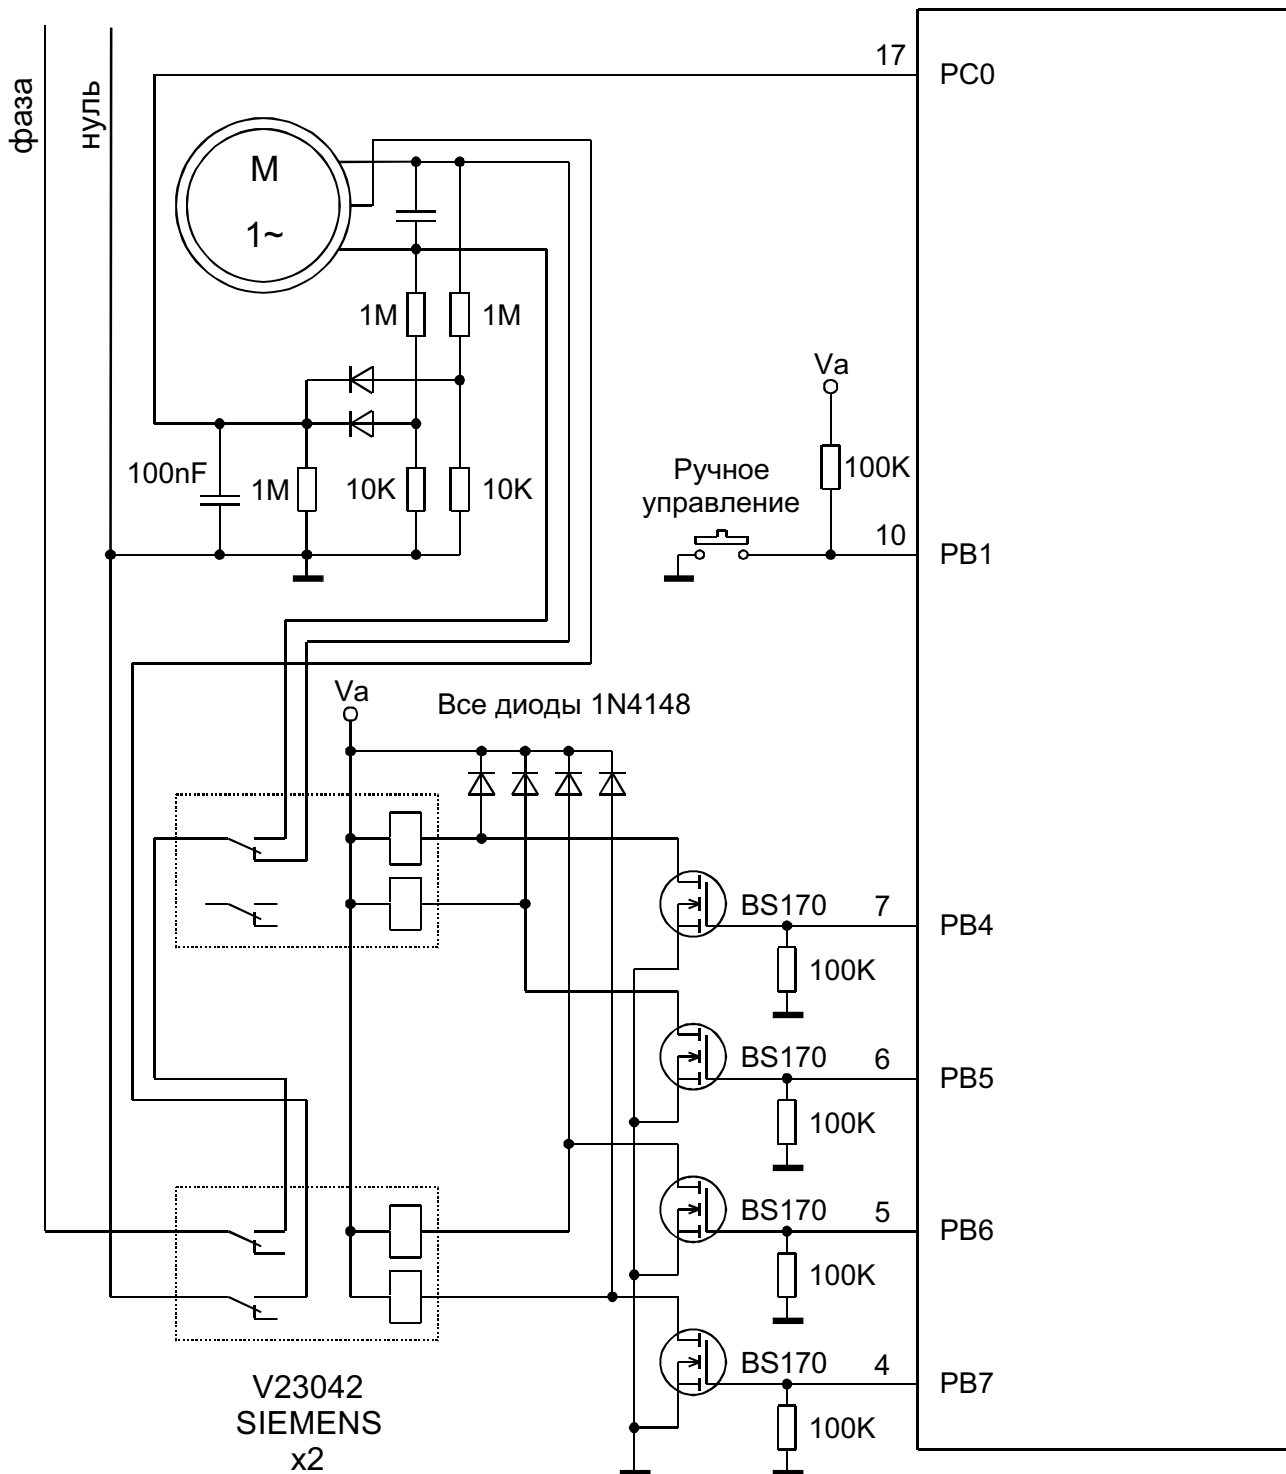 фаза
нуль
17
PC0
M
1~
1M
1M
Va
100nF
1M
10K
10K
Ручное
управление
100K
10
PB1
Va
Все диоды 1N4148
BS170
7
PB4
100K
BS170
6
PB5
100K
BS170
5
PB6
100K
BS170
4
PB7
100K
V23042
SIEMENS
x2